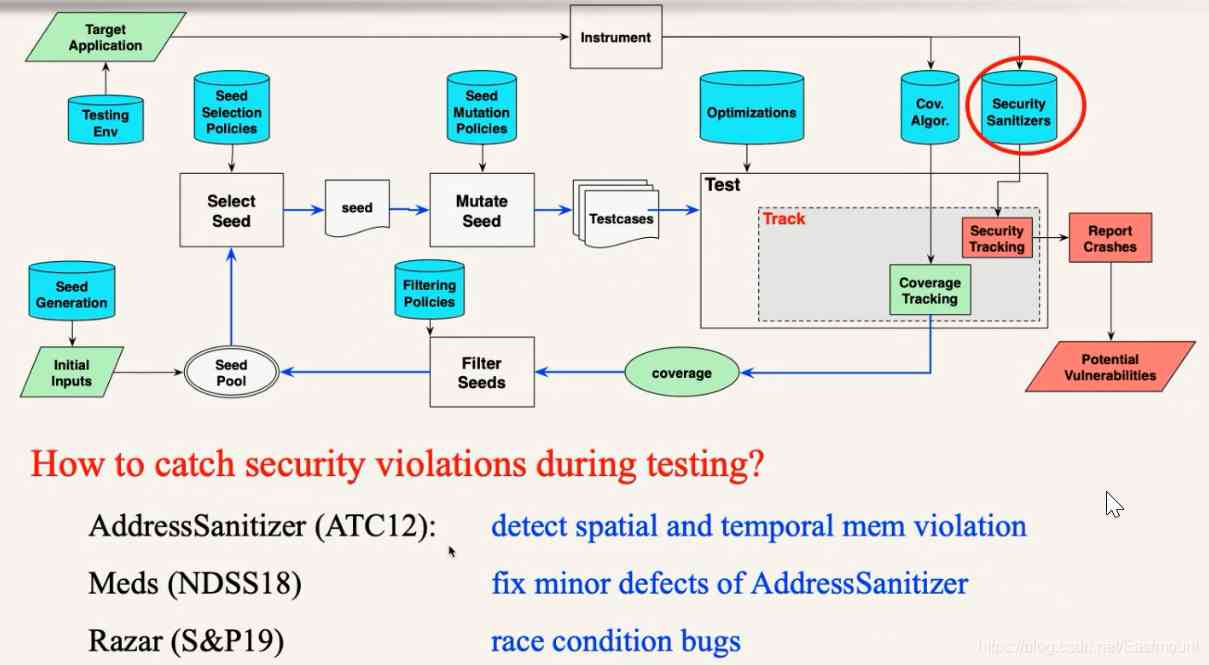 Target
Application
Instrument
Testing
Env
Seed
Selection
Policies
Seed
Mutation
Policies
Optimizations
Cov.
Algor.
Security
Sanitizers
Select
Seed
seed
Mutate
Seed
Testcases
Test
Track
Security
Tracking
Report
Crashes
Coverage
Tracking
Seed
Generation
Filtering
Policies
Initial
Inputs
Seed
Pool
Filter
Seeds
coverage
Potential
Vulnerabilities
How to catch security violations during testing?
AddressSanitizer (ATC12): detect spatial and temporal mem violation
Meds (NDSS18) fix minor defects of AddressSanitizer
Razar (S&P19) race condition bugs
https://blog.csdn.net/Eastmount